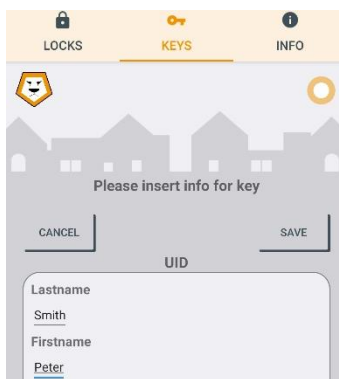 LOCKS KEYS INFO
Please insert info for key
CANCEL SAVE
UID
Lastname
Smith
Firstname
Peter